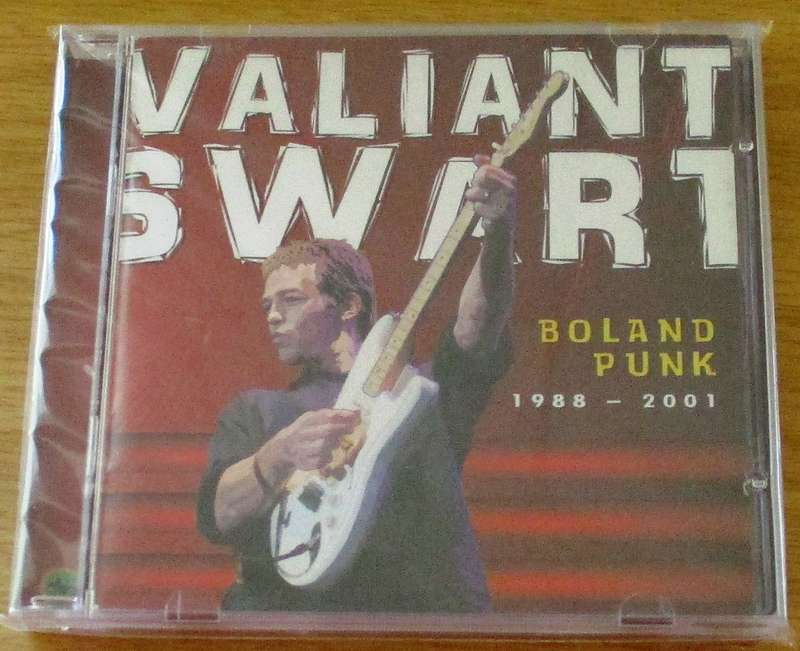 VALIANT
SWART
BOLAND
PUNK
1988 – 2001